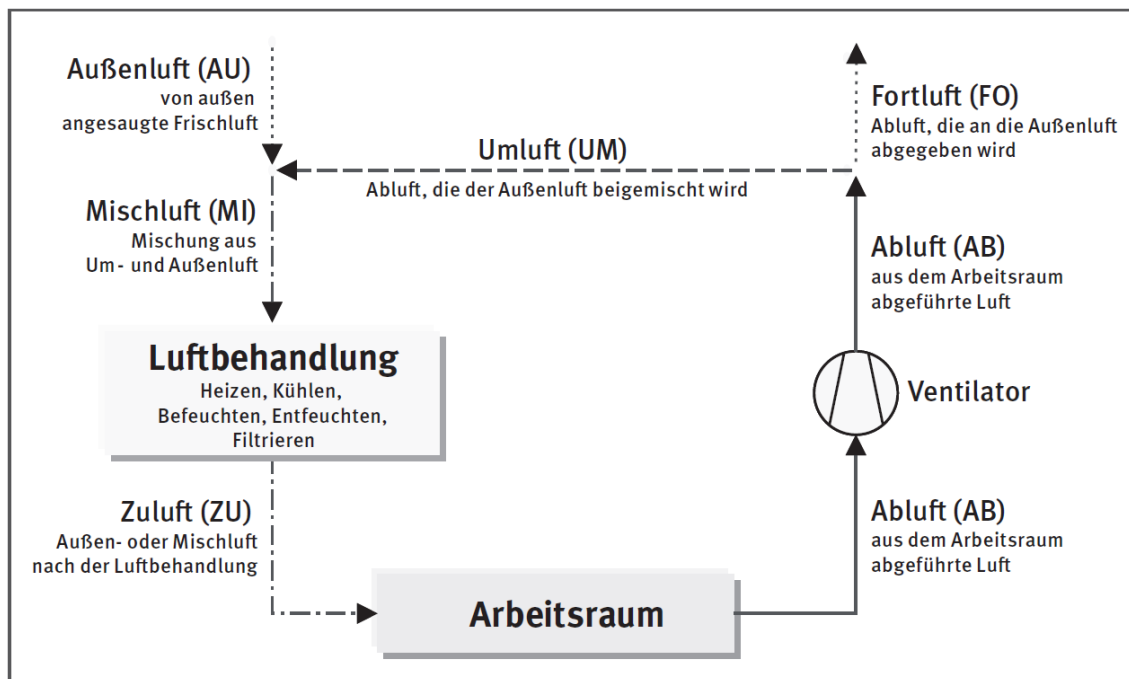 Außenluft (AU)
von außen
angesaugte Frischluft
Umluft (UM)
Abluft, die der Außenluft beigemischt wird
Fortluft (FO)
Abluft, die an die Außenluft
abgegeben wird
Mischluft (MI)
Mischung aus
Um- und Außenluft
Abluft (AB)
aus dem Arbeitsraum
abgeführte Luft
Luftbehandlung
Heizen, Kühlen,
Befeuchten, Entfeuchten,
Filtrieren
Ventilator
Zuluft (ZU)
Außen- oder Mischluft
nach der Luftbehandlung
Abluft (AB)
aus dem Arbeitsraum
abgeführte Luft
Arbeitsraum